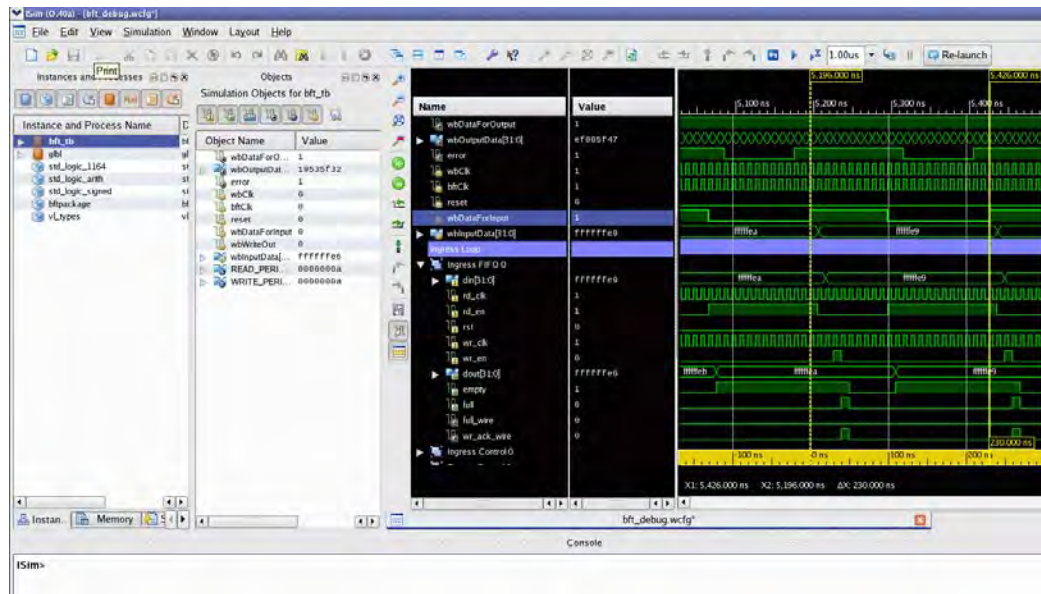 ISim (O.40a) - [bft_debug.wcfg*]
File Edit View Simulation Window Layout Help
1.00us Re-launch
Print
Instances and Processes
Objects
Simulation Objects for bft_tb
5,196.000 ns 5,426.000 ns
5,100 ns 5,200 ns 5,300 ns 5,400 ns
Instance and Process Name
bft_tb
glbl
std_logic_1164
std_logic_arith
std_logic_signed
bftpackage
vl_types
Object Name Value
wbDataForO... 1
wbOutputDat... 19535f32
error 1
wbClk 0
bftClk 0
reset 0
wbDataForInput 0
wbWriteOut 0
wbInputData[... ffffffe6
READ_PERI... 0000000a
WRITE_PERI... 0000000a
Name Value
wbDataForOutput 1
wbOutputData[31:0] ef005f47
error 1
wbClk 1
bftClk 1
reset 0
wbDataForInput 1
wbInputData[31:0] ffffffe9 ffffffea ffffffe9
Ingress Loop
Ingress FIFO 0
din[31:0] ffffffe9 ffffffea ffffffe9
rd_clk 1
rd_en 1
rst 0
wr_clk 1
wr_en 0
dout[31:0] ffffffe6 ffffffeb ffffffea ffffffe9
empty 1
full 0
full_wire 0
wr_ack_wire 0
Ingress Control 0
230.000 ns
-100 ns 0 ns 100 ns 200 ns
X1: 5,426.000 ns X2: 5,196.000 ns ΔX: 230.000 ns
Instan... Memory
bft_debug.wcfg*
Console
ISim>